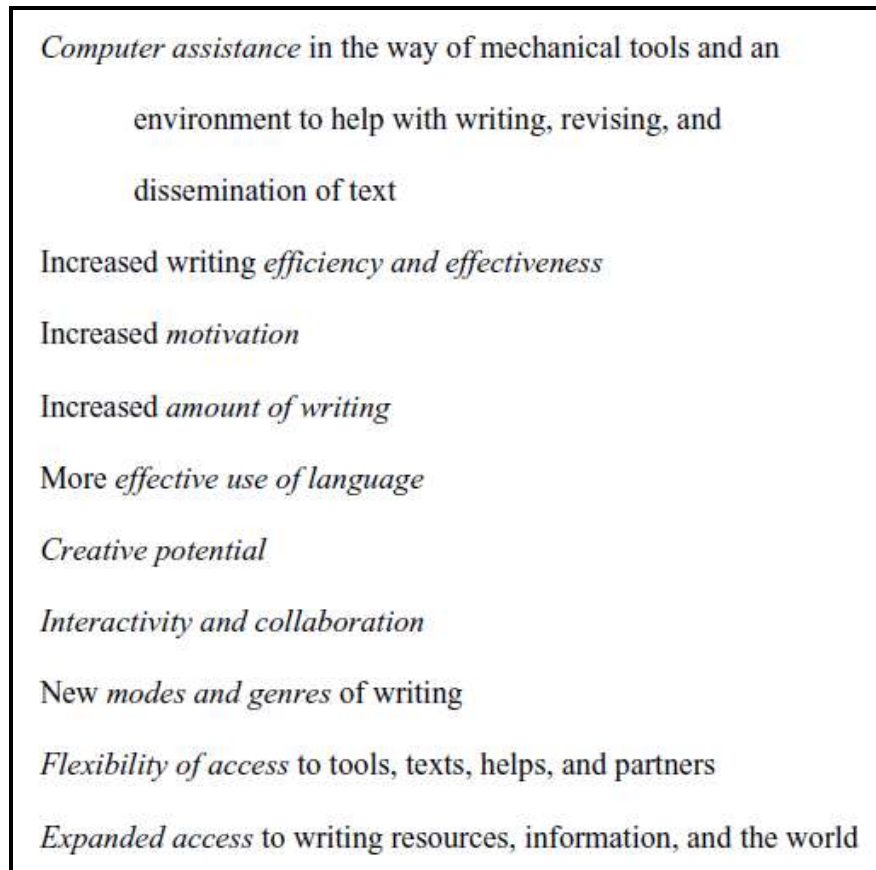 Computer assistance in the way of mechanical tools and an
environment to help with writing, revising, and
dissemination of text
Increased writing efficiency and effectiveness
Increased motivation
Increased amount of writing
More effective use of language
Creative potential
Interactivity and collaboration
New modes and genres of writing
Flexibility of access to tools, texts, helps, and partners
Expanded access to writing resources, information, and the world